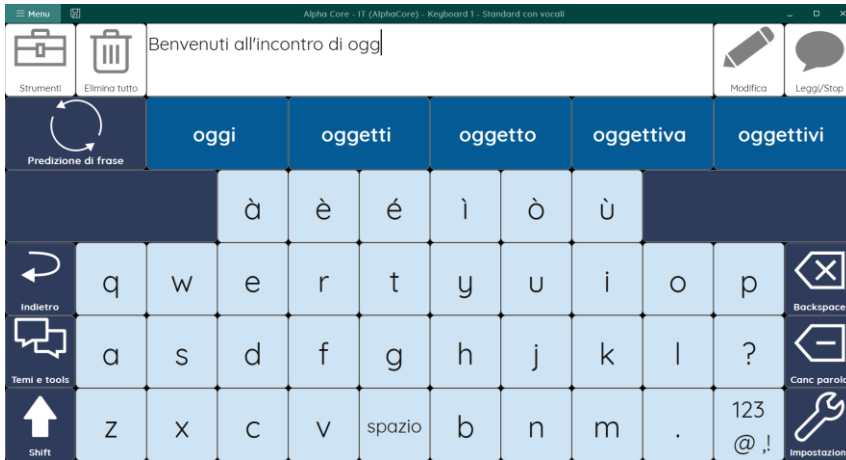 Menu
Alpha Core - IT (AlphaCore) - Keyboard 1 - Standard con vocali
Benvenuti all'incontro di ogg
Strumenti Elimina tutto Modifica Leggi/Stop
Predizione di frase oggi oggetti oggetto oggettiva oggettivi
à è é ì ò ù
Indietro q w e r t y u i o p Backspace
Temi e tools a s d f g h j k l ? Canc parola
Shift z x c v spazio b n m . 123 @ ,! Impostazion